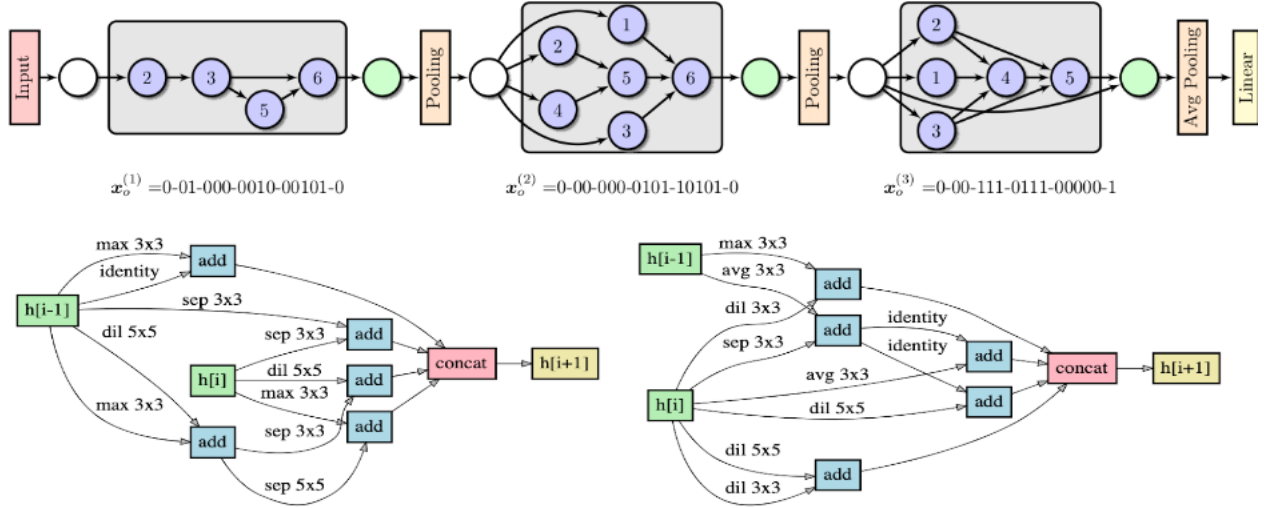 Input
2
3
5
6
Pooling
1
2
5
6
4
3
Pooling
2
1
4
5
3
Avg Pooling
Linear
x_o^(1) =0-01-000-0010-00101-0
x_o^(2) =0-00-000-0101-10101-0
x_o^(3) =0-00-111-0111-00000-1
max 3x3
add
identity
h[i-1]
sep 3x3
dil 5x5
sep 3x3
add
h[i]
dil 5x5
add
max 3x3
concat
h[i+1]
max 3x3
add
sep 3x3
add
sep 5x5
max 3x3
h[i-1]
avg 3x3
add
dil 3x3
add
identity
sep 3x3
identity
add
avg 3x3
concat
h[i+1]
h[i]
dil 5x5
add
dil 5x5
add
dil 3x3